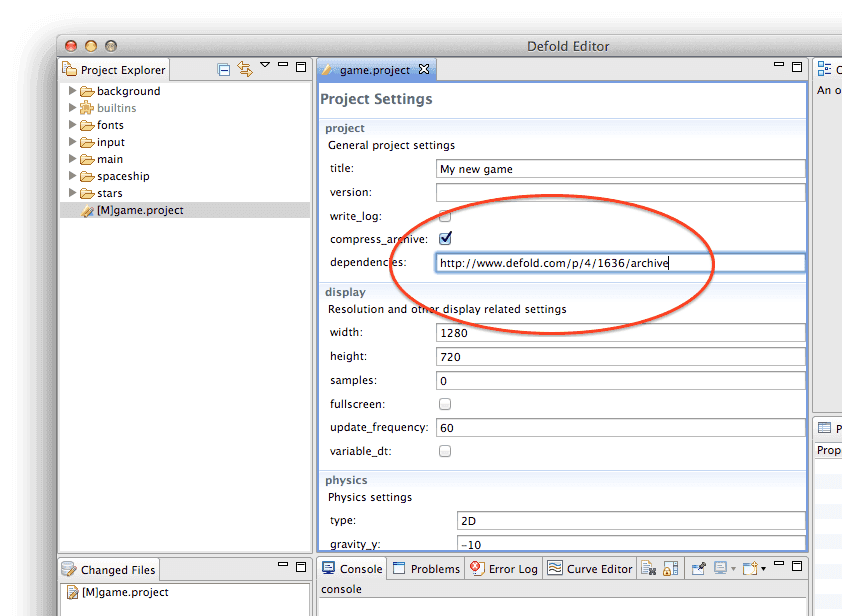 Defold Editor
Project Explorer
background
builtins
fonts
input
main
spaceship
stars
[M]game.project
game.project
Project Settings
project
General project settings
title: My new game
version:
write_log:
compress_archive:
dependencies: http://www.defold.com/p/4/1636/archive
display
Resolution and other display related settings
width: 1280
height: 720
samples: 0
fullscreen:
update_frequency: 60
variable_dt:
physics
Physics settings
type: 2D
gravity_y: -10
An o
Prop
Changed Files
[M]game.project
Console Problems Error Log Curve Editor
console